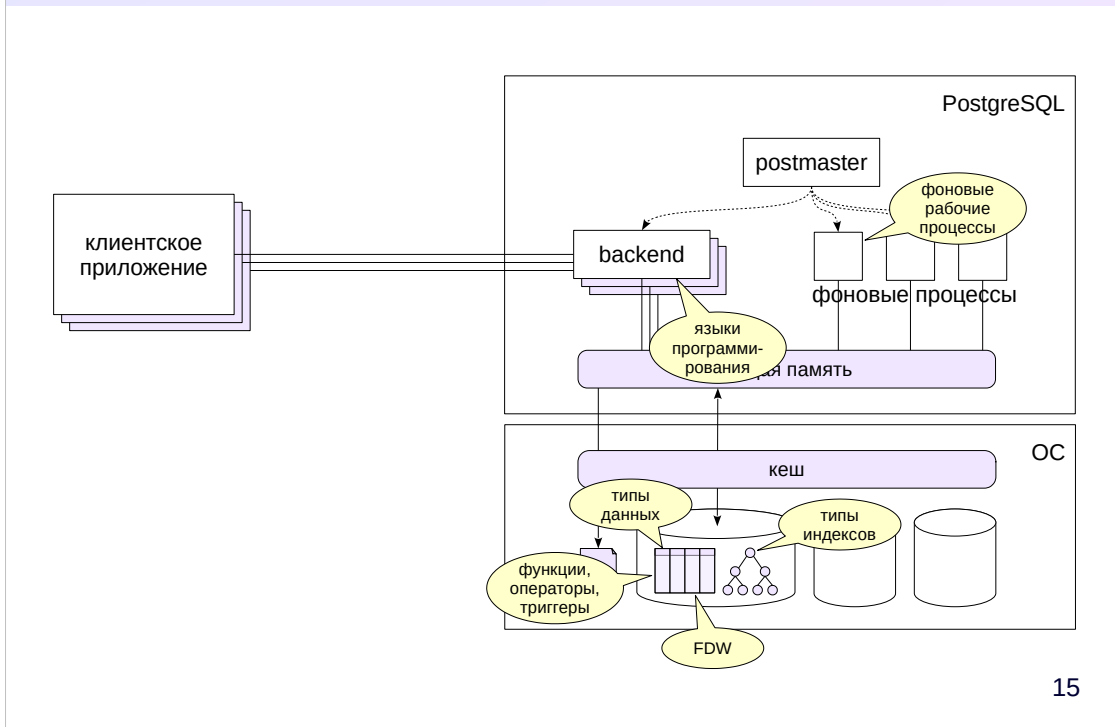 PostgreSQL
postmaster
фоновые
рабочие
процессы
клиентское
приложение
backend
фоновые процессы
языки
программи-
рования
память
ОС
кеш
типы
данных
типы
индексов
функции,
операторы,
триггеры
FDW
15